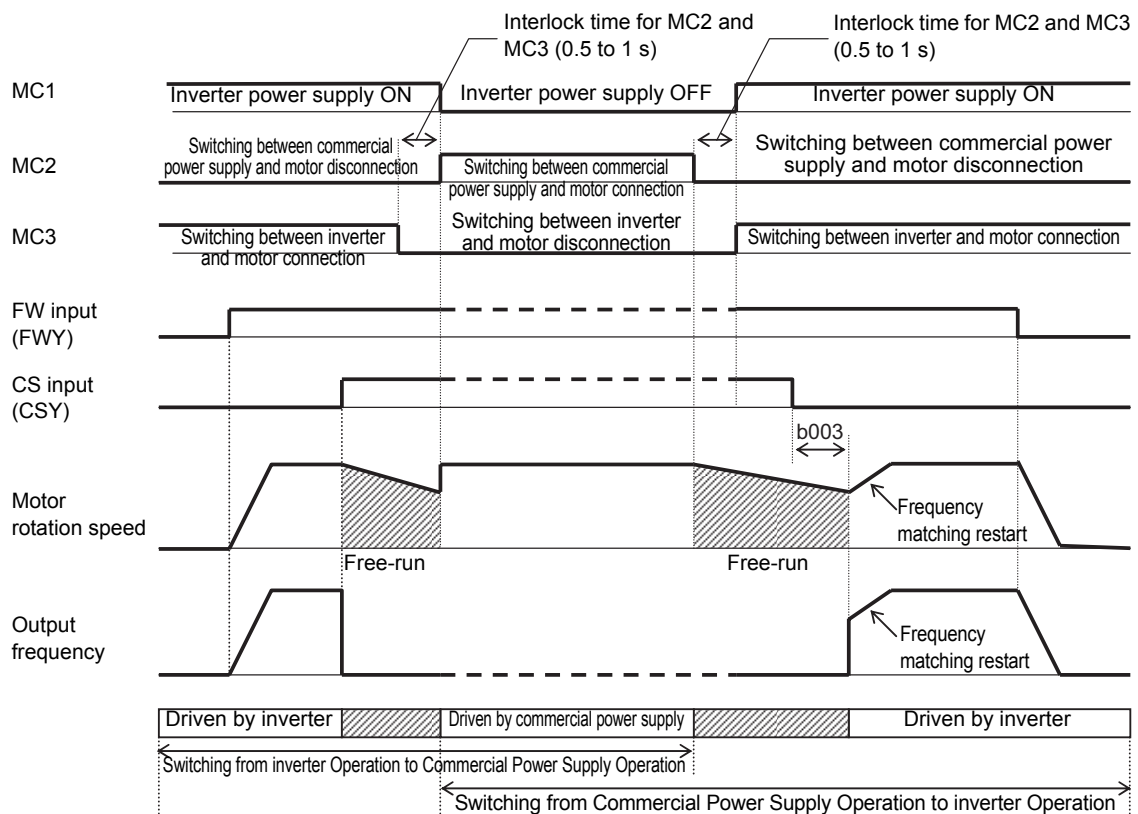 Interlock time for MC2 and
MC3 (0.5 to 1 s)
Interlock time for MC2 and MC3
(0.5 to 1 s)
MC1
Inverter power supply ON
Inverter power supply OFF
Inverter power supply ON
MC2
Switching between commercial
power supply and motor disconnection
Switching between commercial
power supply and motor connection
Switching between commercial power
supply and motor disconnection
MC3
Switching between inverter
and motor connection
Switching between inverter
and motor disconnection
Switching between inverter and motor connection
FW input
(FWY)
CS input
(CSY)
b003
Motor
rotation speed
Free-run
Free-run
Frequency
matching restart
Output
frequency
Frequency
matching restart
Driven by inverter
Driven by commercial power supply
Driven by inverter
Switching from inverter Operation to Commercial Power Supply Operation
Switching from Commercial Power Supply Operation to inverter Operation